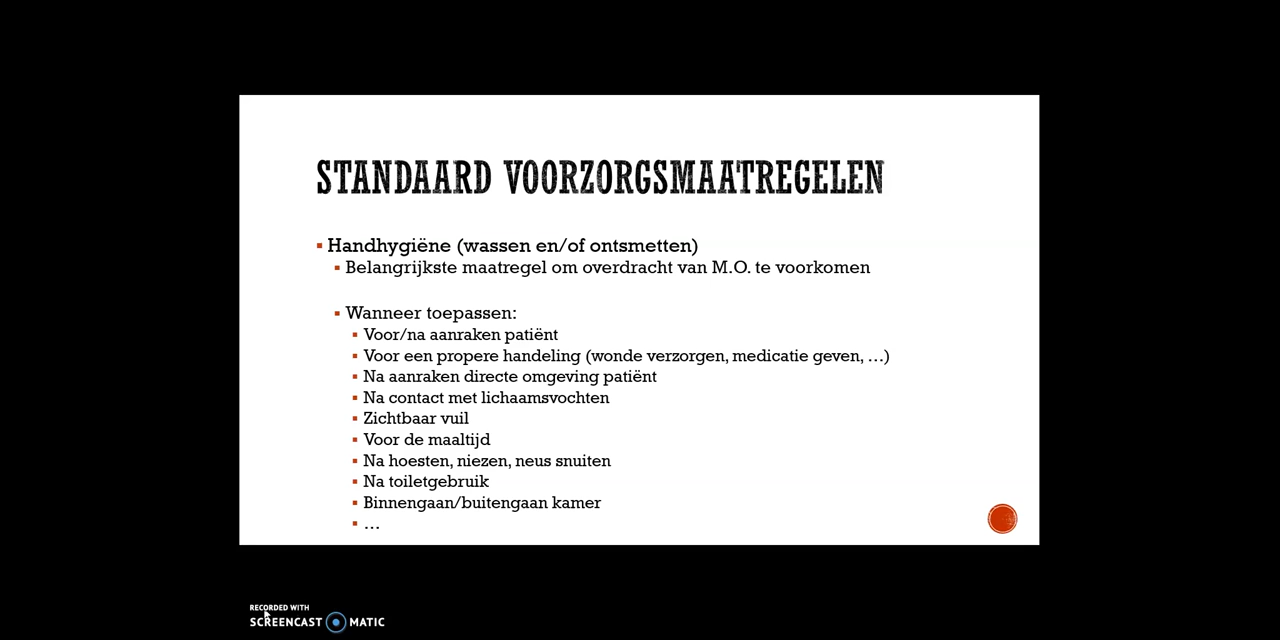 STANDAARD VOORZORGSMAATREGELEN
Handhygiëne (wassen en/of ontsmetten)
Belangrijkste maatregel om overdracht van M.O. te voorkomen
Wanneer toepassen:
Voor/na aanraken patiënt
Voor een propere handeling (wonde verzorgen, medicatie geven, …)
Na aanraken directe omgeving patiënt
Na contact met lichaamsvochten
Zichtbaar vuil
Voor de maaltijd
Na hoesten, niezen, neus snuiten
Na toiletgebruik
Binnengaan/buitengaan kamer
…
RECORDED WITH
SCREENCAST MATIC